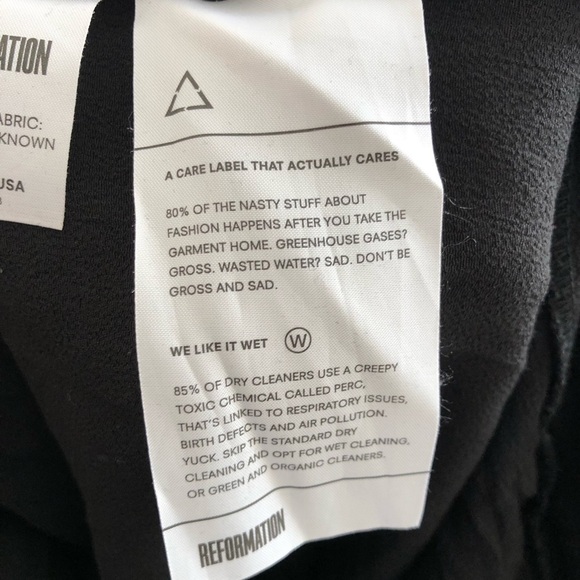 ATION
ABRIC:
KNOWN
USA
A CARE LABEL THAT ACTUALLY CARES
80% OF THE NASTY STUFF ABOUT
FASHION HAPPENS AFTER YOU TAKE THE
GARMENT HOME. GREENHOUSE GASES?
GROSS. WASTED WATER? SAD. DON'T BE
GROSS AND SAD.
WE LIKE IT WET W
85% OF DRY CLEANERS USE A CREEPY
TOXIC CHEMICAL CALLED PERC,
THAT'S LINKED TO RESPIRATORY ISSUES,
BIRTH DEFECTS AND AIR POLLUTION.
YUCK. SKIP THE STANDARD DRY
CLEANING AND OPT FOR WET CLEANING,
OR GREEN AND ORGANIC CLEANERS.
REFORMATION